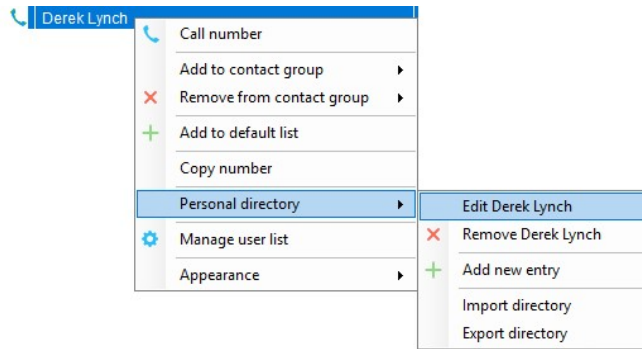 Derek Lynch
Call number
Add to contact group
Remove from contact group
Add to default list
Copy number
Personal directory
Manage user list
Appearance
Edit Derek Lynch
Remove Derek Lynch
Add new entry
Import directory
Export directory